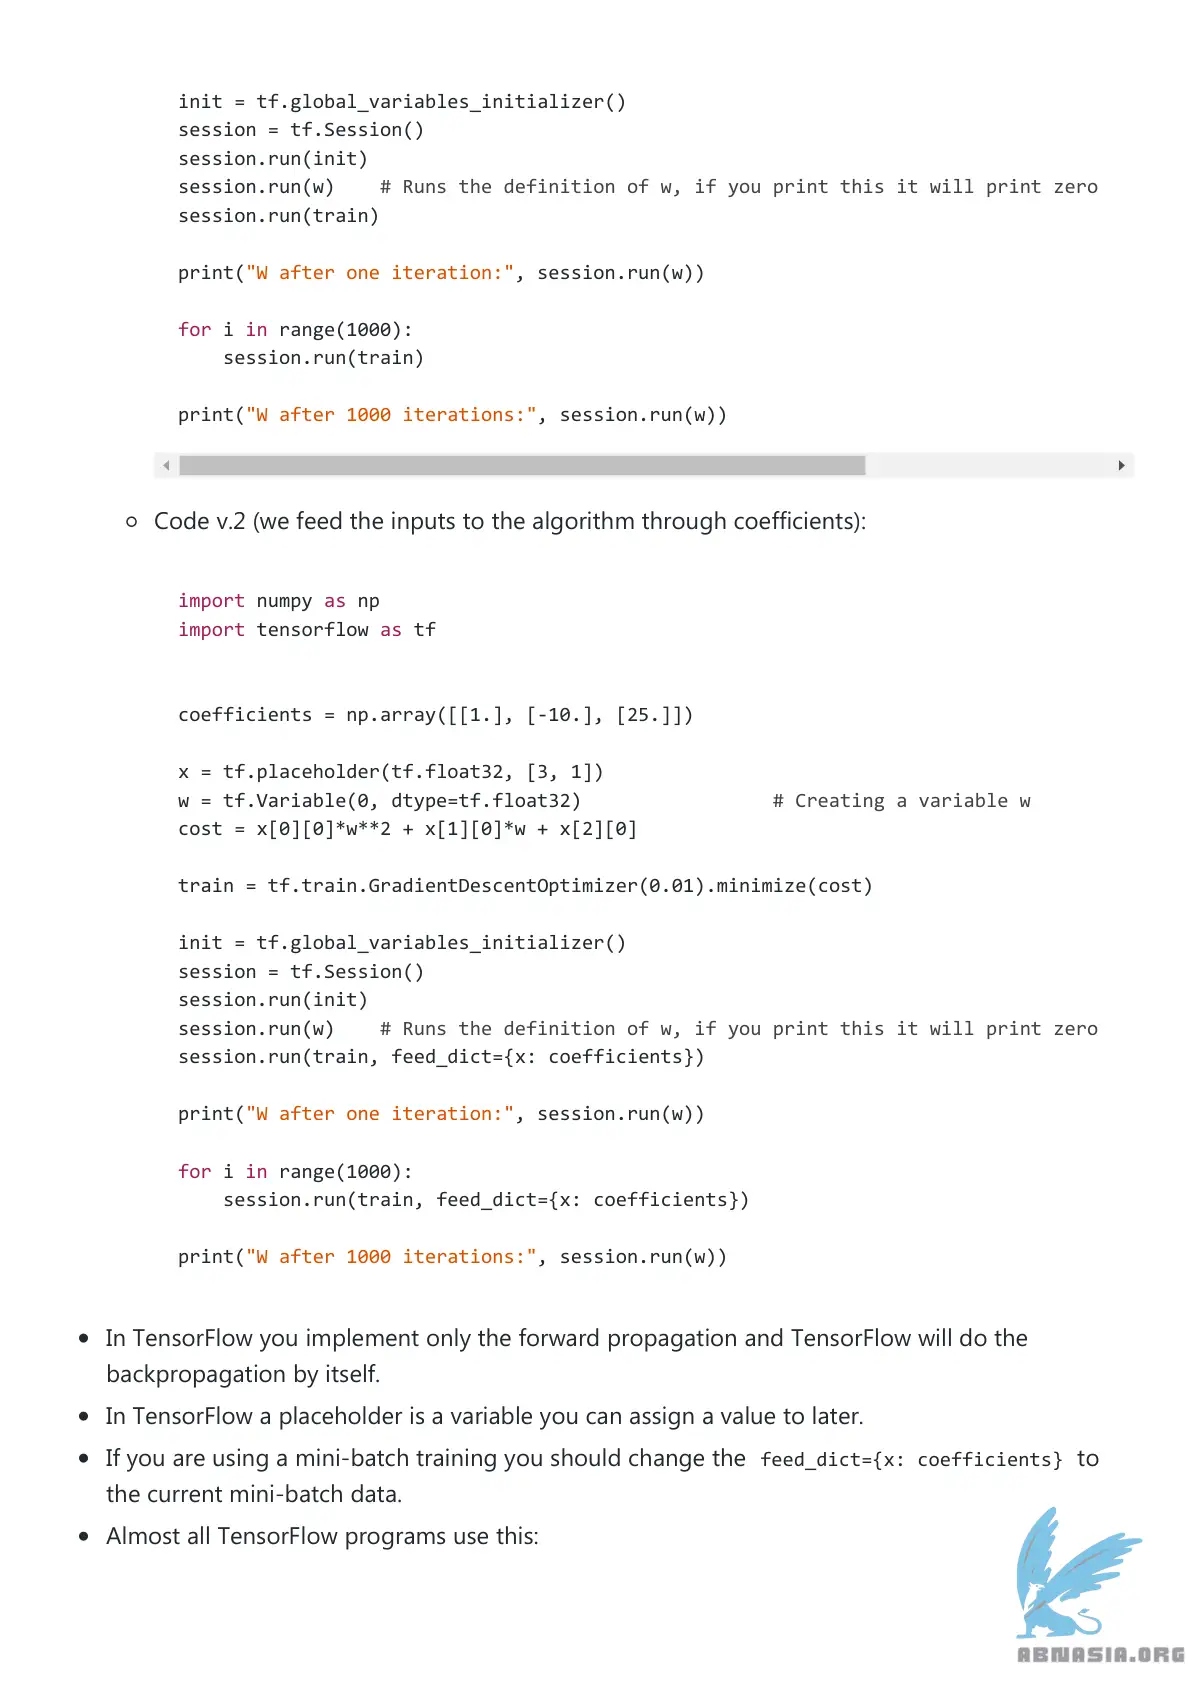 init = tf.global_variables_initializer()
session = tf.Session()
session.run(init)
session.run(w)    # Runs the definition of w, if you print this it will print zero
session.run(train)
print("W after one iteration:", session.run(w))
for i in range(1000):
    session.run(train)
print("W after 1000 iterations:", session.run(w))
Code v.2 (we feed the inputs to the algorithm through coefficients):
import numpy as np
import tensorflow as tf
coefficients = np.array([[1.], [-10.], [25.]])
x = tf.placeholder(tf.float32, [3, 1])
w = tf.Variable(0, dtype=tf.float32)                 # Creating a variable w
cost = x[0][0]*w**2 + x[1][0]*w + x[2][0]
train = tf.train.GradientDescentOptimizer(0.01).minimize(cost)
init = tf.global_variables_initializer()
session = tf.Session()
session.run(init)
session.run(w)    # Runs the definition of w, if you print this it will print zero
session.run(train, feed_dict={x: coefficients})
print("W after one iteration:", session.run(w))
for i in range(1000):
    session.run(train, feed_dict={x: coefficients})
print("W after 1000 iterations:", session.run(w))
In TensorFlow you implement only the forward propagation and TensorFlow will do the
backpropagation by itself.
In TensorFlow a placeholder is a variable you can assign a value to later.
If you are using a mini-batch training you should change the feed_dict={x: coefficients} to
the current mini-batch data.
Almost all TensorFlow programs use this:
ABNASIA.ORG